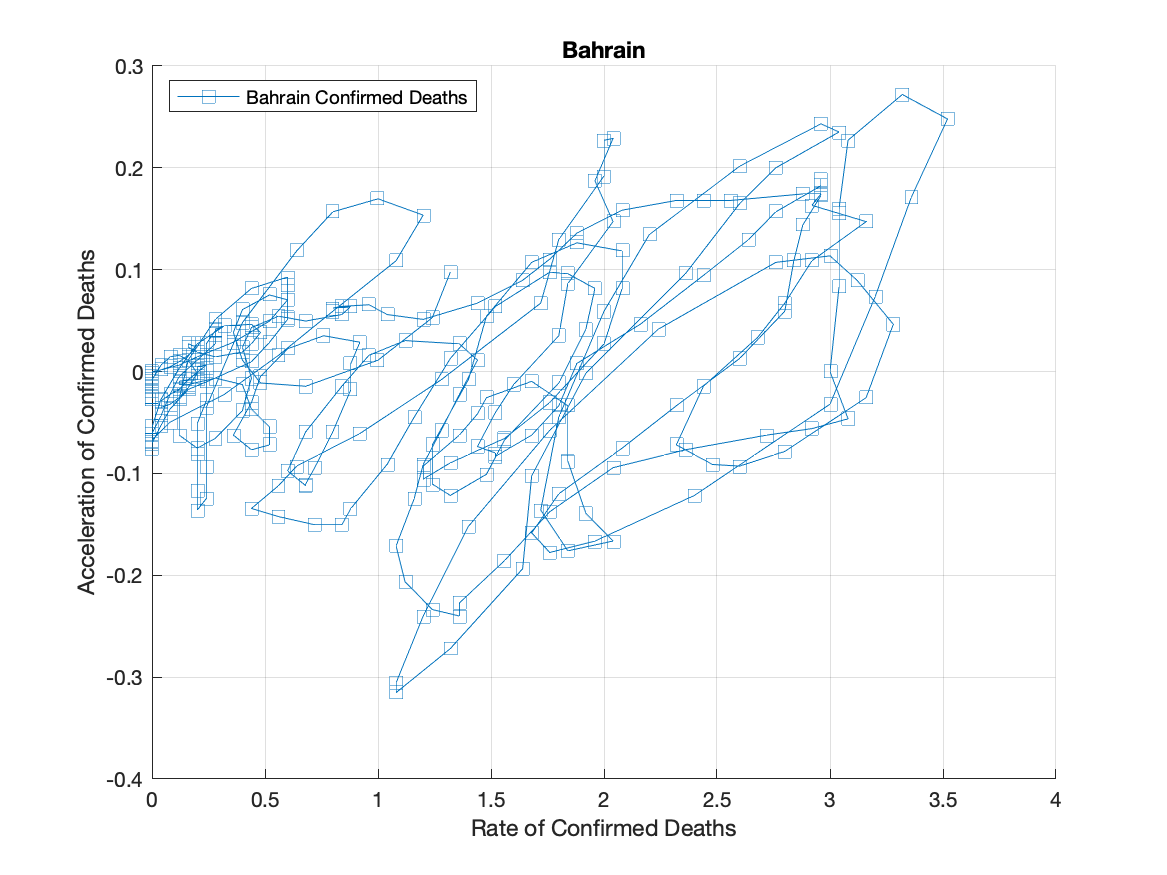 Bahrain
Bahrain Confirmed Deaths
0.3
0.2
0.1
0
-0.1
-0.2
-0.3
-0.4
Acceleration of Confirmed Deaths
0 0.5 1 1.5 2 2.5 3 3.5 4
Rate of Confirmed Deaths